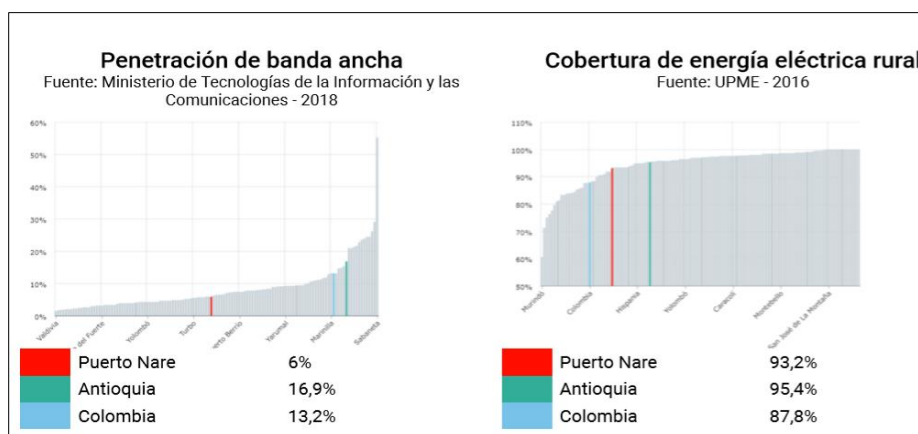 Penetración de banda ancha
Fuente: Ministerio de Tecnologías de la Información y las
Comunicaciones - 2018
60%
50%
40%
30%
20%
10%
0%
Valdivia
del Fuerte
Yolombó
Turbo
Berrío
Yarumal
Marinilla
Sabaneta
Puerto Nare 6%
Antioquia 16,9%
Colombia 13,2%
Cobertura de energía eléctrica rural
Fuente: UPME - 2016
110%
100%
90%
80%
70%
60%
50%
Murindó
Colombia
Hispania
Yolombó
Caracolí
Montebello
San José de La Montaña
Puerto Nare 93,2%
Antioquia 95,4%
Colombia 87,8%